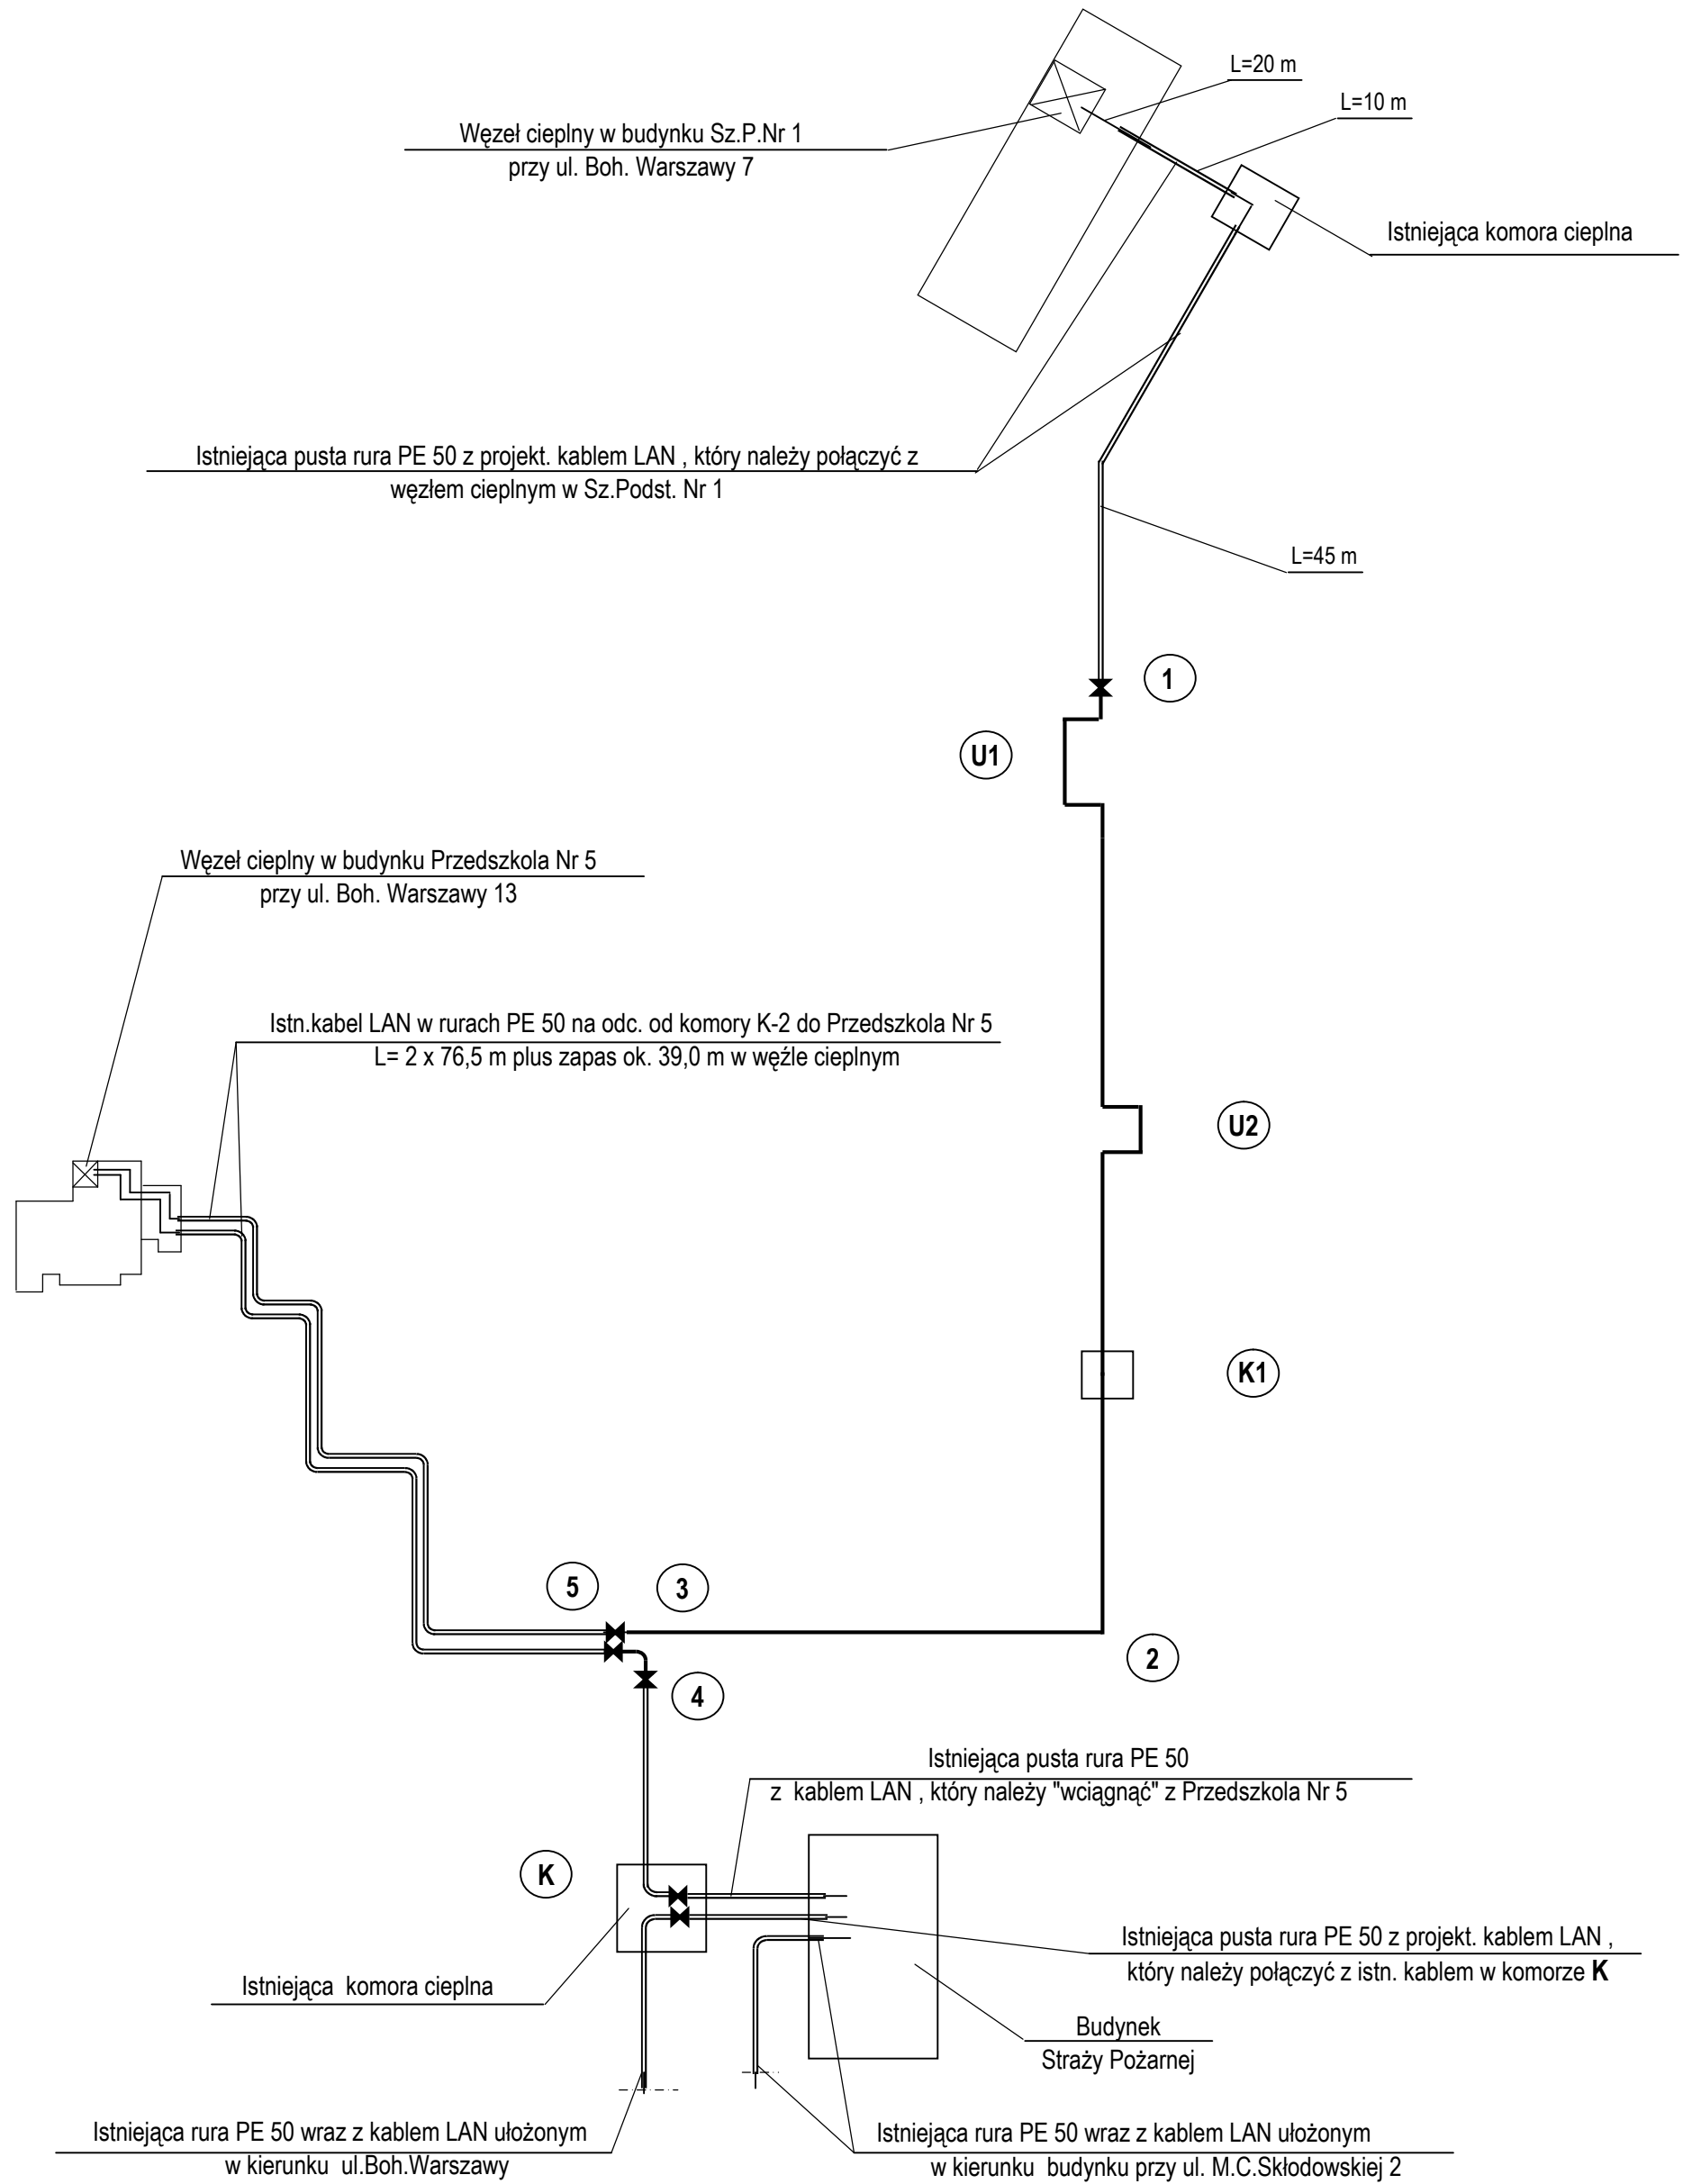 L=20 m
L=10 m
Węzeł cieplny w budynku Sz.P.Nr 1
przy ul. Boh. Warszawy 7
Istniejąca komora cieplna
Istniejąca pusta rura PE 50 z projekt. kablem LAN , który należy połączyć z
węzłem cieplnym w Sz.Podst. Nr 1
L=45 m
1
U1
Węzeł cieplny w budynku Przedszkola Nr 5
przy ul. Boh. Warszawy 13
Istn.kabel LAN w rurach PE 50 na odc. od komory K-2 do Przedszkola Nr 5
L= 2 x 76,5 m plus zapas ok. 39,0 m w węźle cieplnym
U2
K1
5
3
2
4
Istniejąca pusta rura PE 50
z kablem LAN , który należy "wciągnąć" z Przedszkola Nr 5
K
Istniejąca pusta rura PE 50 z projekt. kablem LAN ,
który należy połączyć z istn. kablem w komorze K
Istniejąca komora cieplna
Budynek
Straży Pożarnej
Istniejąca rura PE 50 wraz z kablem LAN ułożonym
w kierunku ul.Boh.Warszawy
Istniejąca rura PE 50 wraz z kablem LAN ułożonym
w kierunku budynku przy ul. M.C.Skłodowskiej 2